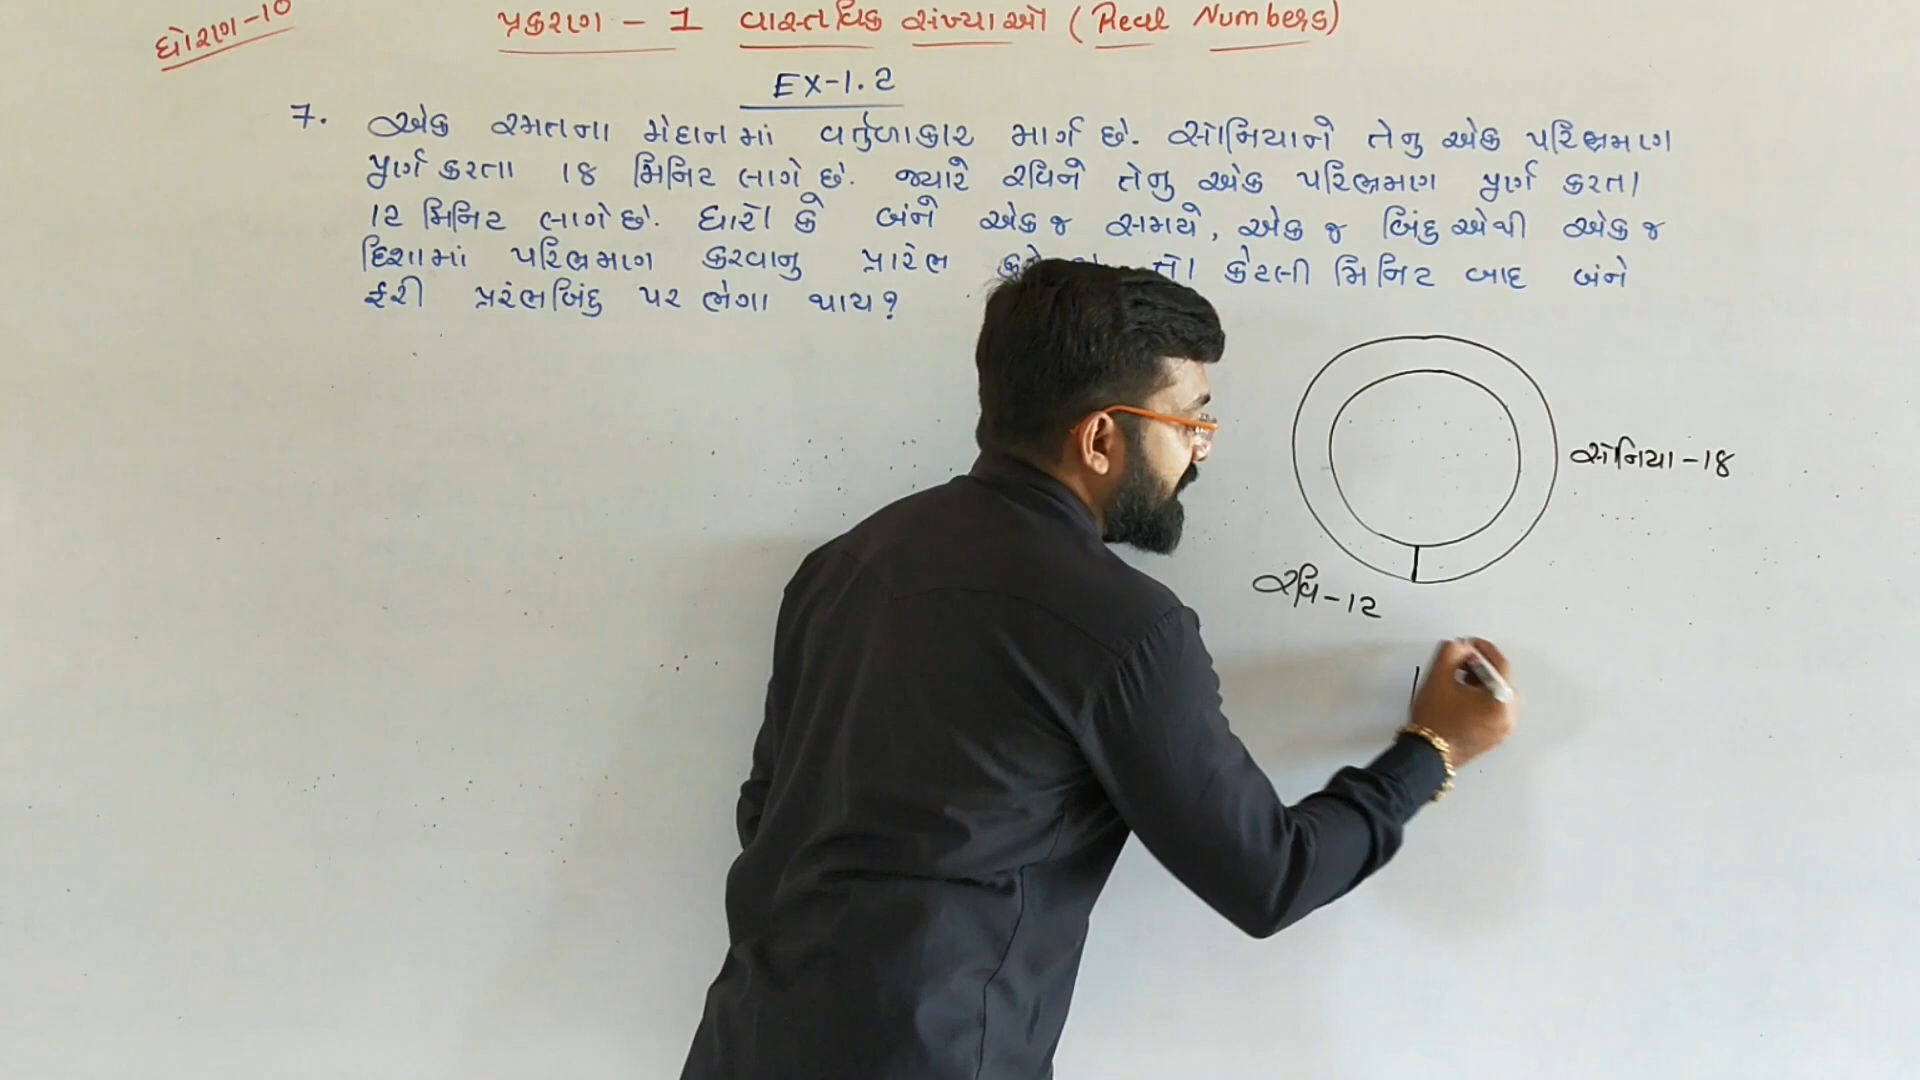 ધોરણ-10
પ્રકરણ - 1 વાસ્તવિક સંખ્યાઓ (Real Numbers)
EX-1.2
7. એક રમતના મેદાનમાં વર્તુળાકાર માર્ગ છે. સોનિયાને તેનુ એક પરિભ્રમણ
પૂર્ણ કરતા 18 મિનિટ લાગે છે. જ્યારે રવિને તેનુ એક પરિભ્રમણ પૂર્ણ કરતા
12 મિનિટ લાગે છે. ધારો કે બંને એક જ સમયે, એક જ બિંદુ એથી એક જ
દિશામાં પરિભ્રમણ કરવાનુ પ્રારંભ તો કેટલી મિનિટ બાદ બંને
ફરી પ્રરંભબિંદુ પર ભેગા થાય?
સોનિયા-18
રવિ-12